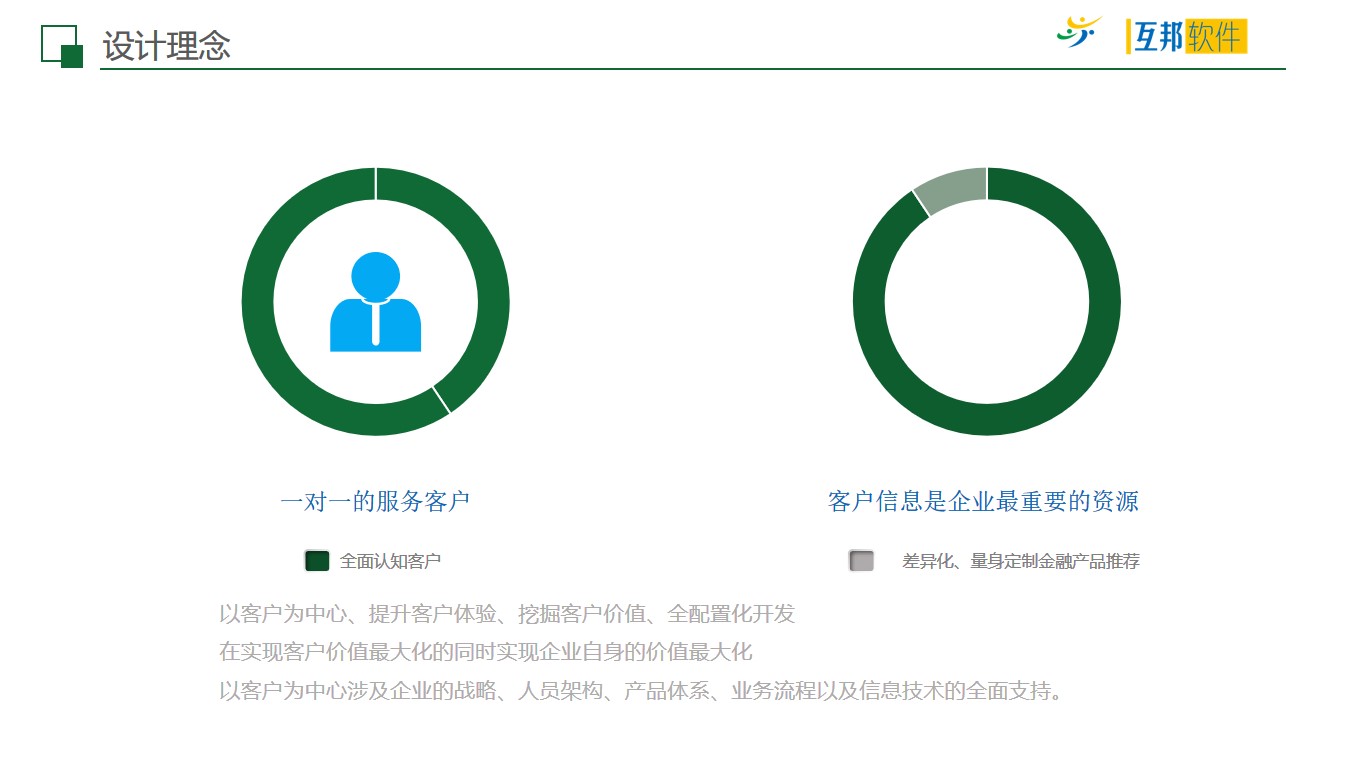 设计理念
互邦软件
一对一的服务客户
客户信息是企业最重要的资源
全面认知客户
差异化、量身定制金融产品推荐
以客户为中心、提升客户体验、挖掘客户价值、全配置化开发
在实现客户价值最大化的同时实现企业自身的价值最大化
以客户为中心涉及企业的战略、人员架构、产品体系、业务流程以及信息技术的全面支持。